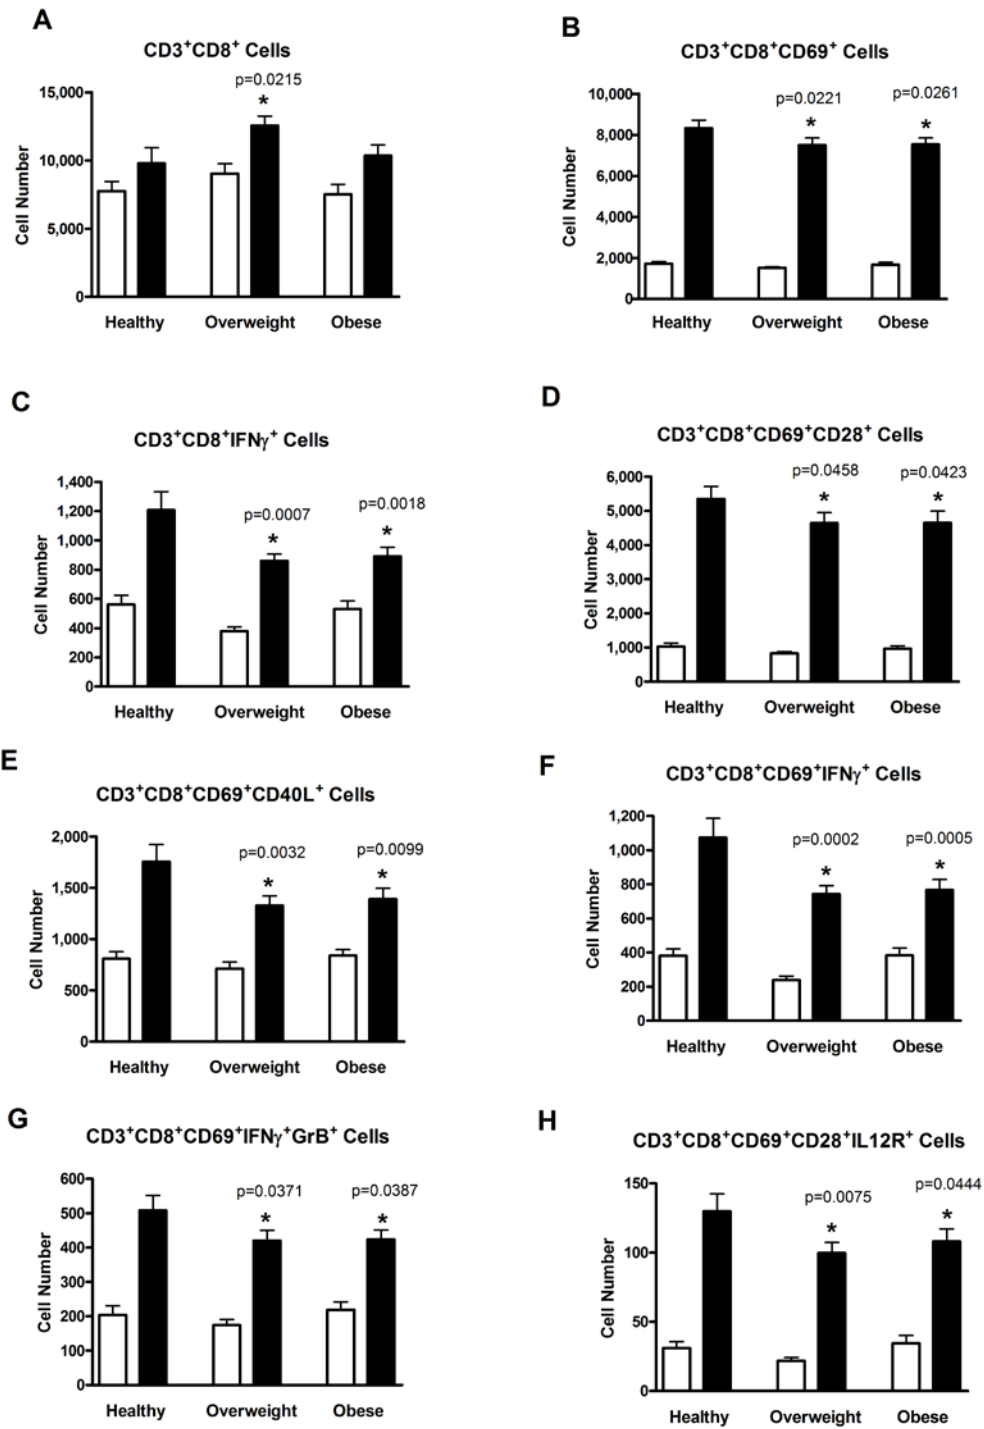 A
CD3⁺CD8⁺ Cells
p=0.0215
*
15,000
10,000
5,000
0
Cell Number
Healthy Overweight Obese
B
CD3⁺CD8⁺CD69⁺ Cells
p=0.0221 p=0.0261
* *
10,000
8,000
6,000
4,000
2,000
0
Cell Number
Healthy Overweight Obese
C
CD3⁺CD8⁺IFNγ⁺ Cells
p=0.0007 p=0.0018
* *
1,400
1,200
1,000
800
600
400
200
0
Cell Number
Healthy Overweight Obese
D
CD3⁺CD8⁺CD69⁺CD28⁺ Cells
p=0.0458 p=0.0423
* *
6,000
5,000
4,000
3,000
2,000
1,000
0
Cell Number
Healthy Overweight Obese
E
CD3⁺CD8⁺CD69⁺CD40L⁺ Cells
p=0.0032 p=0.0099
* *
2,000
1,500
1,000
500
0
Cell Number
Healthy Overweight Obese
F
CD3⁺CD8⁺CD69⁺IFNγ⁺ Cells
p=0.0002 p=0.0005
* *
1,200
1,000
800
600
400
200
0
Cell Number
Healthy Overweight Obese
G
CD3⁺CD8⁺CD69⁺IFNγ⁺GrB⁺ Cells
p=0.0371 p=0.0387
* *
600
500
400
300
200
100
0
Cell Number
Healthy Overweight Obese
H
CD3⁺CD8⁺CD69⁺CD28⁺IL12R⁺ Cells
p=0.0075 p=0.0444
* *
150
100
50
0
Cell Number
Healthy Overweight Obese